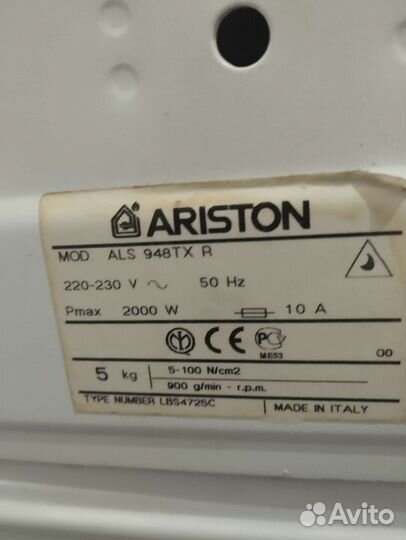 ARISTON
MOD. ALS 948TX R
220-230 V ~ 50 Hz
Pmax 2000 W 10 A
CE PC
ME53
00
5 kg 5-100 N/cm2
900 g/min - r.p.m.
TYPE NUMBER LBS4725C MADE IN ITALY
Avito